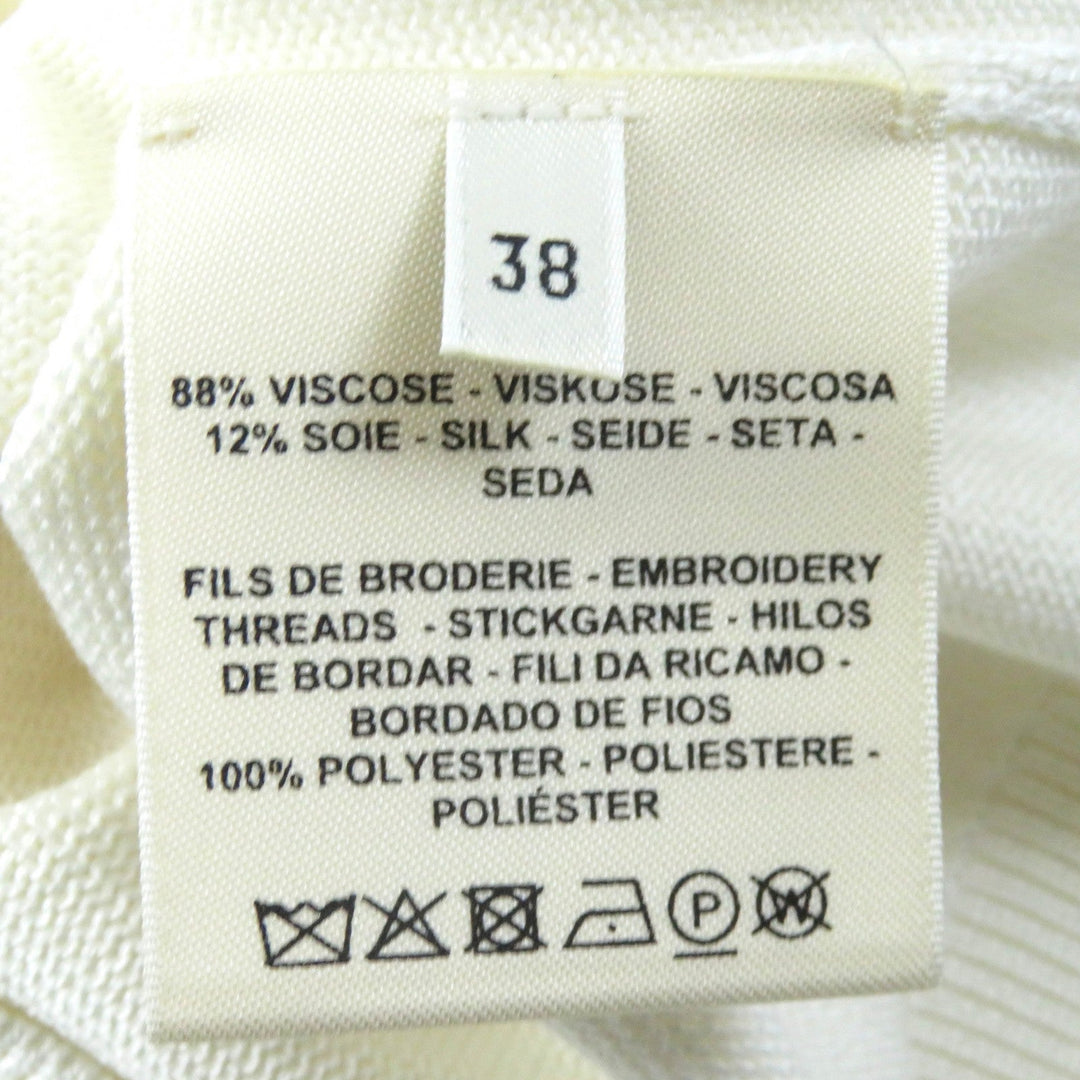 38
88% VISCOSE - VISKOSE - VISCOSA
12% SOIE - SILK - SEIDE - SETA -
SEDA
FILS DE BRODERIE - EMBROIDERY
THREADS - STICKGARNE - HILOS
DE BORDAR - FILI DA RICAMO -
BORDADO DE FIOS
100% POLYESTER - POLIESTERE -
POLIÉSTER
P W